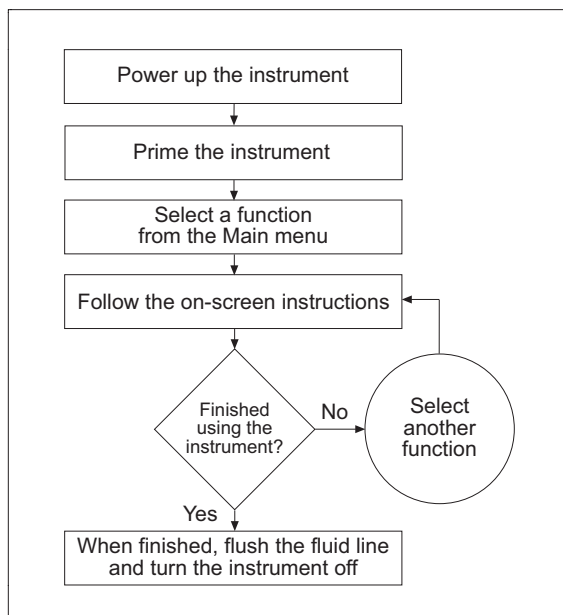 Power up the instrument
Prime the instrument
Select a function
from the Main menu
Follow the on-screen instructions
Finished
using the
instrument?
No
Select
another
function
Yes
When finished, flush the fluid line
and turn the instrument off